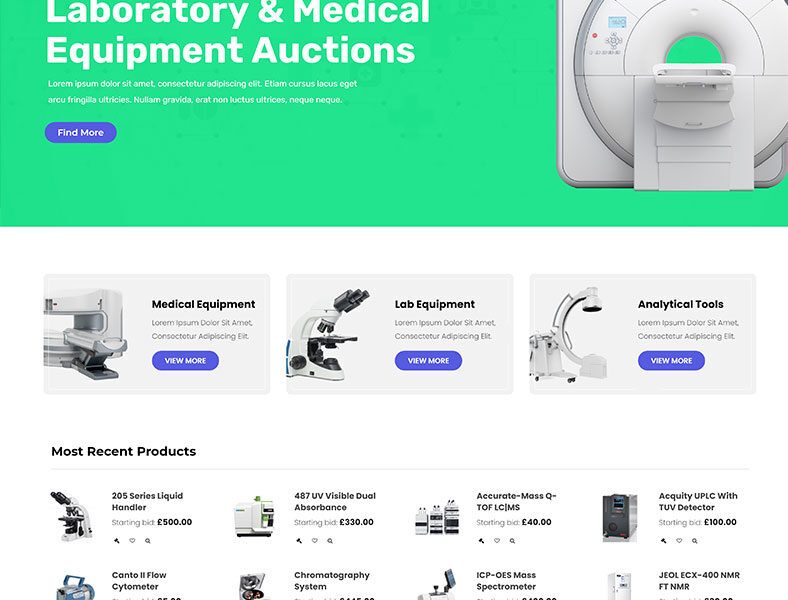 Laboratory & Medical
Equipment Auctions
Lorem ipsum dolor sit amet, consectetur adipiscing elit. Etiam cursus lacus eget
arcu fringilla ultricies. Nullam gravida, erat non luctus ultrices, neque neque.
Find More
Medical Equipment
Lorem Ipsum Dolor Sit Amet,
Consectetur Adipiscing Elit.
VIEW MORE
Lab Equipment
Lorem Ipsum Dolor Sit Amet,
Consectetur Adipiscing Elit.
VIEW MORE
Analytical Tools
Lorem Ipsum Dolor Sit Amet,
Consectetur Adipiscing Elit.
VIEW MORE
Most Recent Products
205 Series Liquid
Handler
Starting bid: £500.00
487 UV Visible Dual
Absorbance
Starting bid: £330.00
Accurate-Mass Q-
TOF LC|MS
Starting bid: £40.00
Acquity UPLC With
TUV Detector
Starting bid: £100.00
Canto II Flow
Cytometer
Chromatography
System
ICP-OES Mass
Spectrometer
JEOL ECX-400 NMR
FT NMR